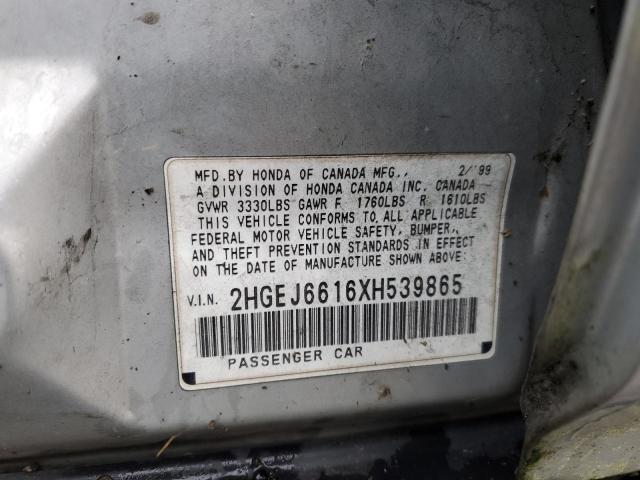 MFD.BY HONDA OF CANADA MFG., 2/'99
A DIVISION OF HONDA CANADA INC. CANADA
GVWR 3330LBS GAWR F. 1760LBS R 1610LBS
THIS VEHICLE CONFORMS TO ALL APPLICABLE
FEDERAL MOTOR VEHICLE SAFETY, BUMPER,
AND THEFT PREVENTION STANDARDS IN EFFECT
ON THE DATE OF MANUFACTURE SHOWN ABOVE:
V.I.N. 2HGEJ6616XH539865
PASSENGER CAR